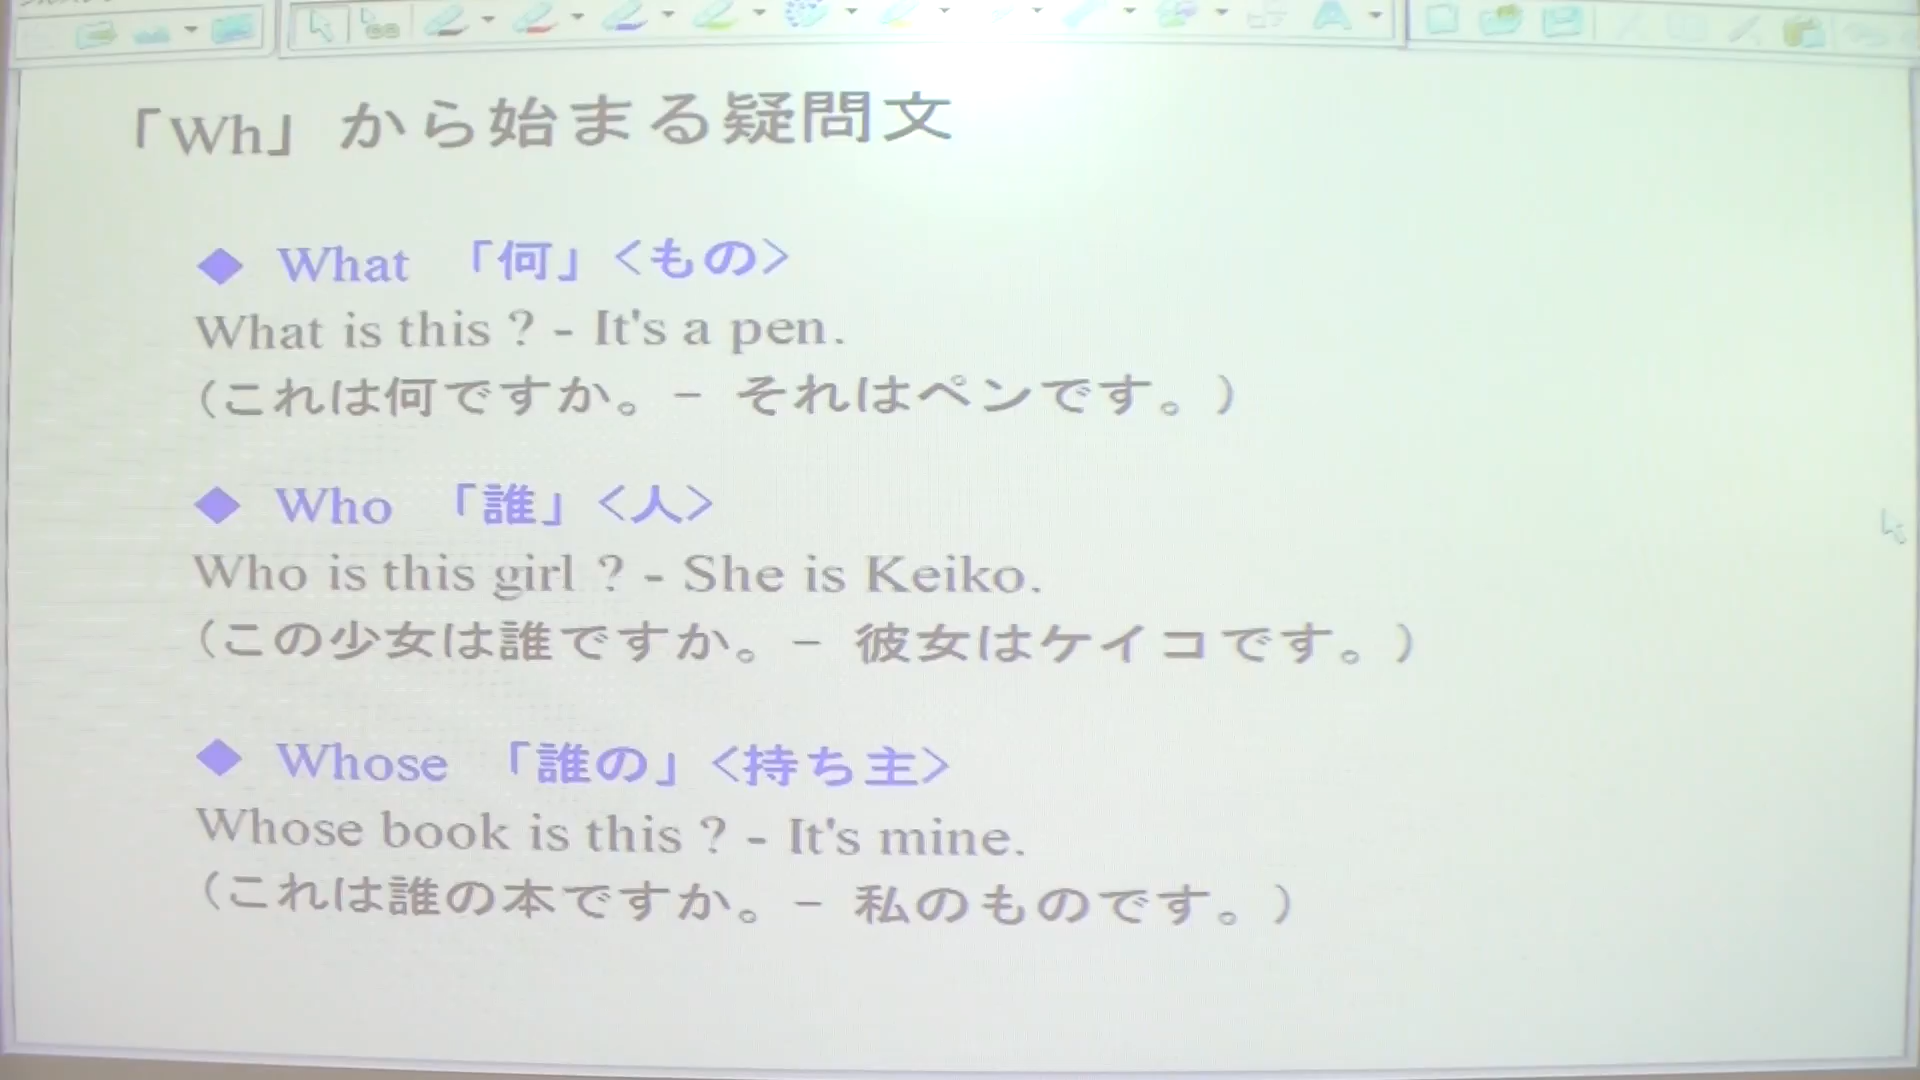 「Wh」から始まる疑問文
◆ What 「何」<もの>
What is this ? - It's a pen.
(これは何ですか。- それはペンです。)
◆ Who 「誰」<人>
Who is this girl ? - She is Keiko.
(この少女は誰ですか。- 彼女はケイコです。)
◆ Whose 「誰の」<持ち主>
Whose book is this ? - It's mine.
(これは誰の本ですか。- 私のものです。)